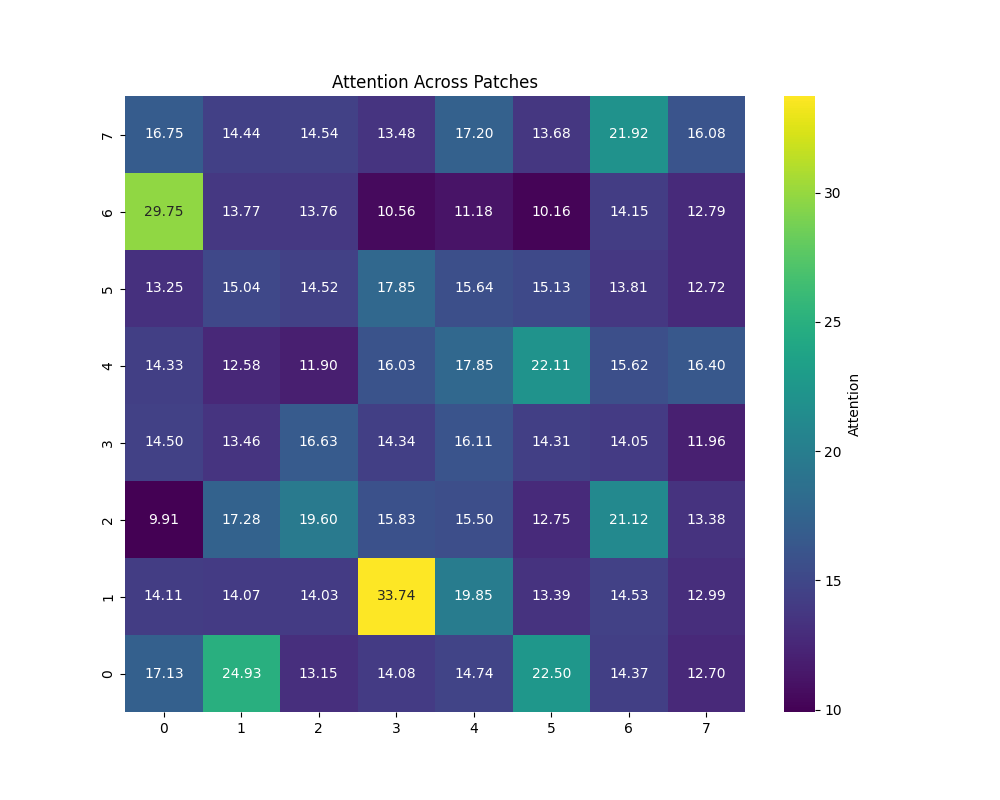 Attention Across Patches
7 16.75 14.44 14.54 13.48 17.20 13.68 21.92 16.08
6 29.75 13.77 13.76 10.56 11.18 10.16 14.15 12.79
5 13.25 15.04 14.52 17.85 15.64 15.13 13.81 12.72
4 14.33 12.58 11.90 16.03 17.85 22.11 15.62 16.40
3 14.50 13.46 16.63 14.34 16.11 14.31 14.05 11.96
2 9.91 17.28 19.60 15.83 15.50 12.75 21.12 13.38
1 14.11 14.07 14.03 33.74 19.85 13.39 14.53 12.99
0 17.13 24.93 13.15 14.08 14.74 22.50 14.37 12.70
0 1 2 3 4 5 6 7
30
25
20
15
10
Attention